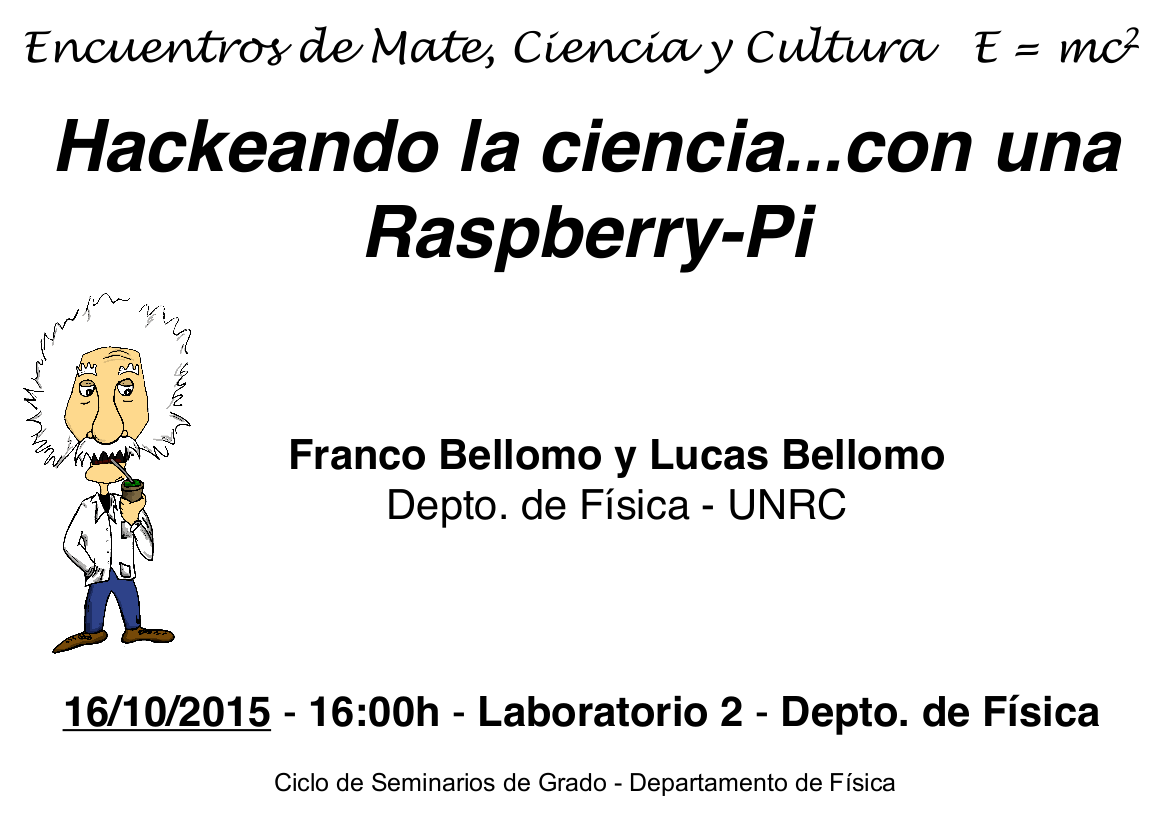 Encuentros de Mate, Ciencia y Cultura E = mc²
Hackeando la ciencia...con una
Raspberry-Pi
Franco Bellomo y Lucas Bellomo
Depto. de Física - UNRC
16/10/2015 - 16:00h - Laboratorio 2 - Depto. de Física
Ciclo de Seminarios de Grado - Departamento de Física